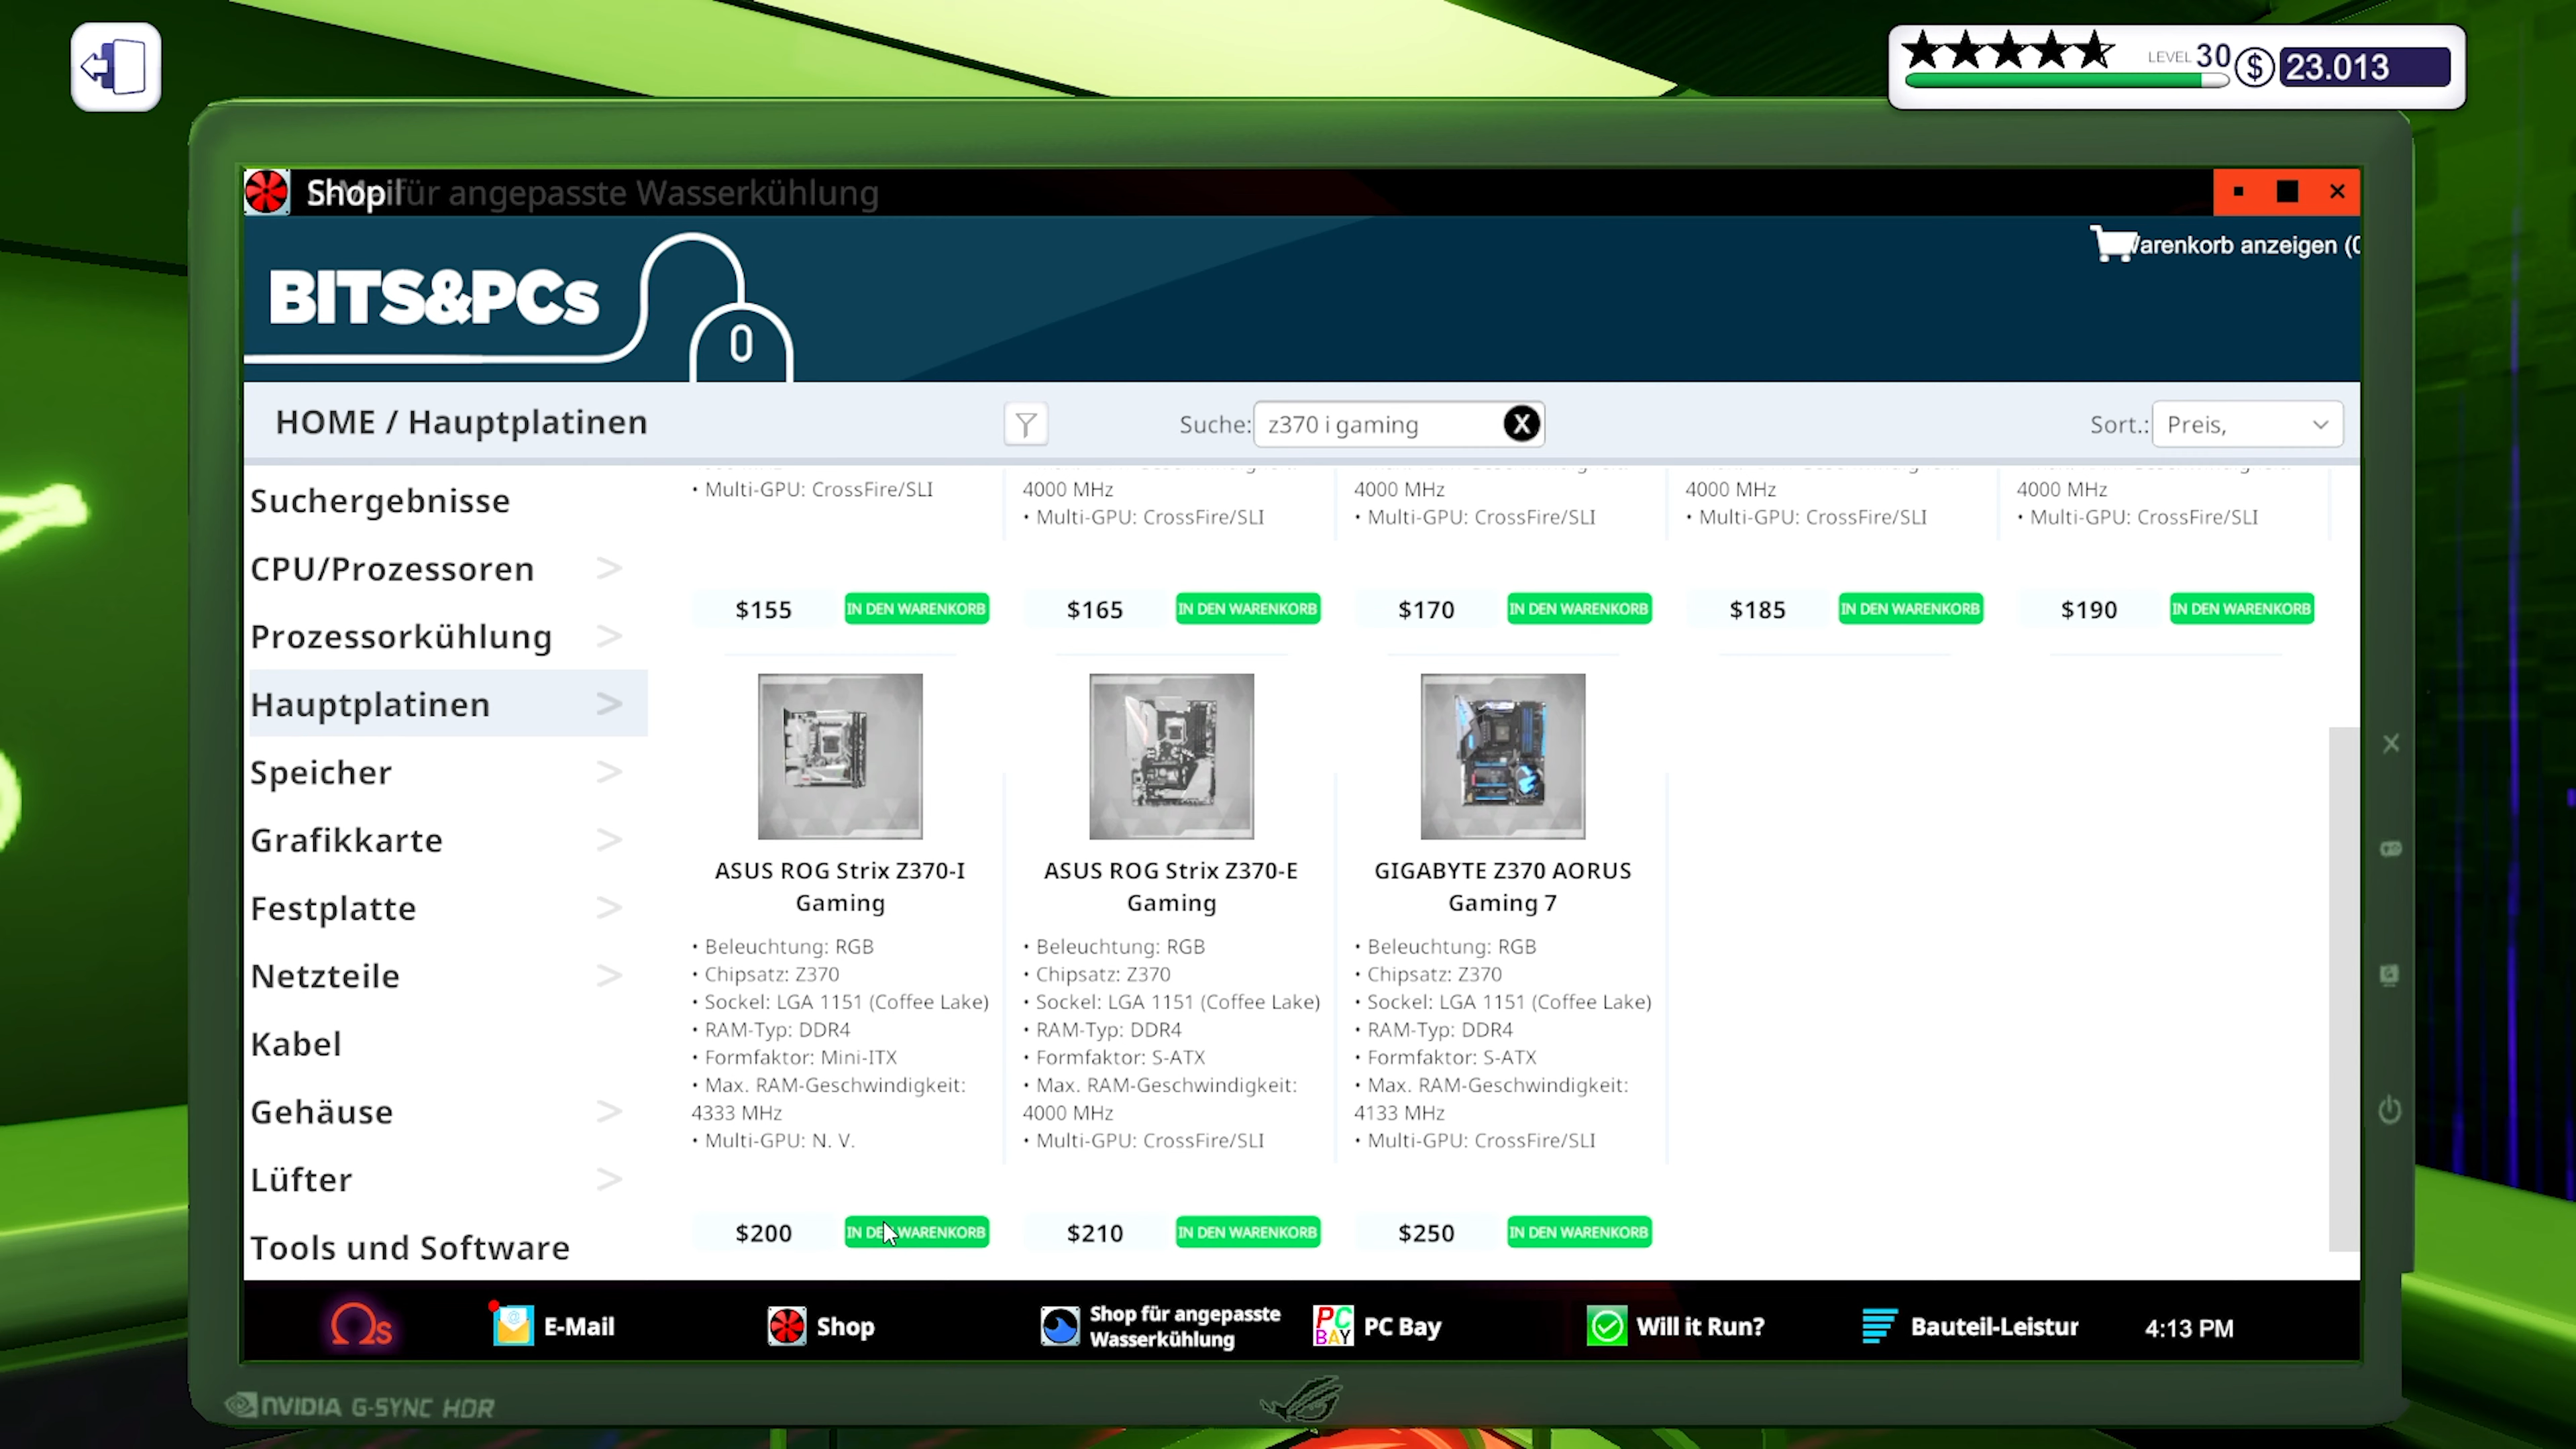 LEVEL 30 $ 23.013
Shop
für angepasste Wasserkühlung
BITS&PCs
arenkorb anzeigen (0
HOME / Hauptplatinen
Suche: z370 i gaming X
Sort.: Preis,
Suchergebnisse
CPU/Prozessoren >
Prozessorkühlung >
Hauptplatinen >
Speicher >
Grafikkarte >
Festplatte >
Netzteile >
Kabel
Gehäuse >
Lüfter >
Tools und Software
• Multi-GPU: CrossFire/SLI
$155 IN DEN WARENKORB
4000 MHz
• Multi-GPU: CrossFire/SLI
$165 IN DEN WARENKORB
4000 MHz
• Multi-GPU: CrossFire/SLI
$170 IN DEN WARENKORB
4000 MHz
• Multi-GPU: CrossFire/SLI
$185 IN DEN WARENKORB
4000 MHz
• Multi-GPU: CrossFire/SLI
$190 IN DEN WARENKORB
ASUS ROG Strix Z370-I
Gaming
• Beleuchtung: RGB
• Chipsatz: Z370
• Sockel: LGA 1151 (Coffee Lake)
• RAM-Typ: DDR4
• Formfaktor: Mini-ITX
• Max. RAM-Geschwindigkeit:
4333 MHz
• Multi-GPU: N. V.
$200 IN DEN WARENKORB
ASUS ROG Strix Z370-E
Gaming
• Beleuchtung: RGB
• Chipsatz: Z370
• Sockel: LGA 1151 (Coffee Lake)
• RAM-Typ: DDR4
• Formfaktor: S-ATX
• Max. RAM-Geschwindigkeit:
4000 MHz
• Multi-GPU: CrossFire/SLI
$210 IN DEN WARENKORB
GIGABYTE Z370 AORUS
Gaming 7
• Beleuchtung: RGB
• Chipsatz: Z370
• Sockel: LGA 1151 (Coffee Lake)
• RAM-Typ: DDR4
• Formfaktor: S-ATX
• Max. RAM-Geschwindigkeit:
4133 MHz
• Multi-GPU: CrossFire/SLI
$250 IN DEN WARENKORB
Ωs
E-Mail
Shop
Shop für angepasste
Wasserkühlung
PC
BAY
PC Bay
Will it Run?
Bauteil-Leistur
4:13 PM
NVIDIA G-SYNC HDR